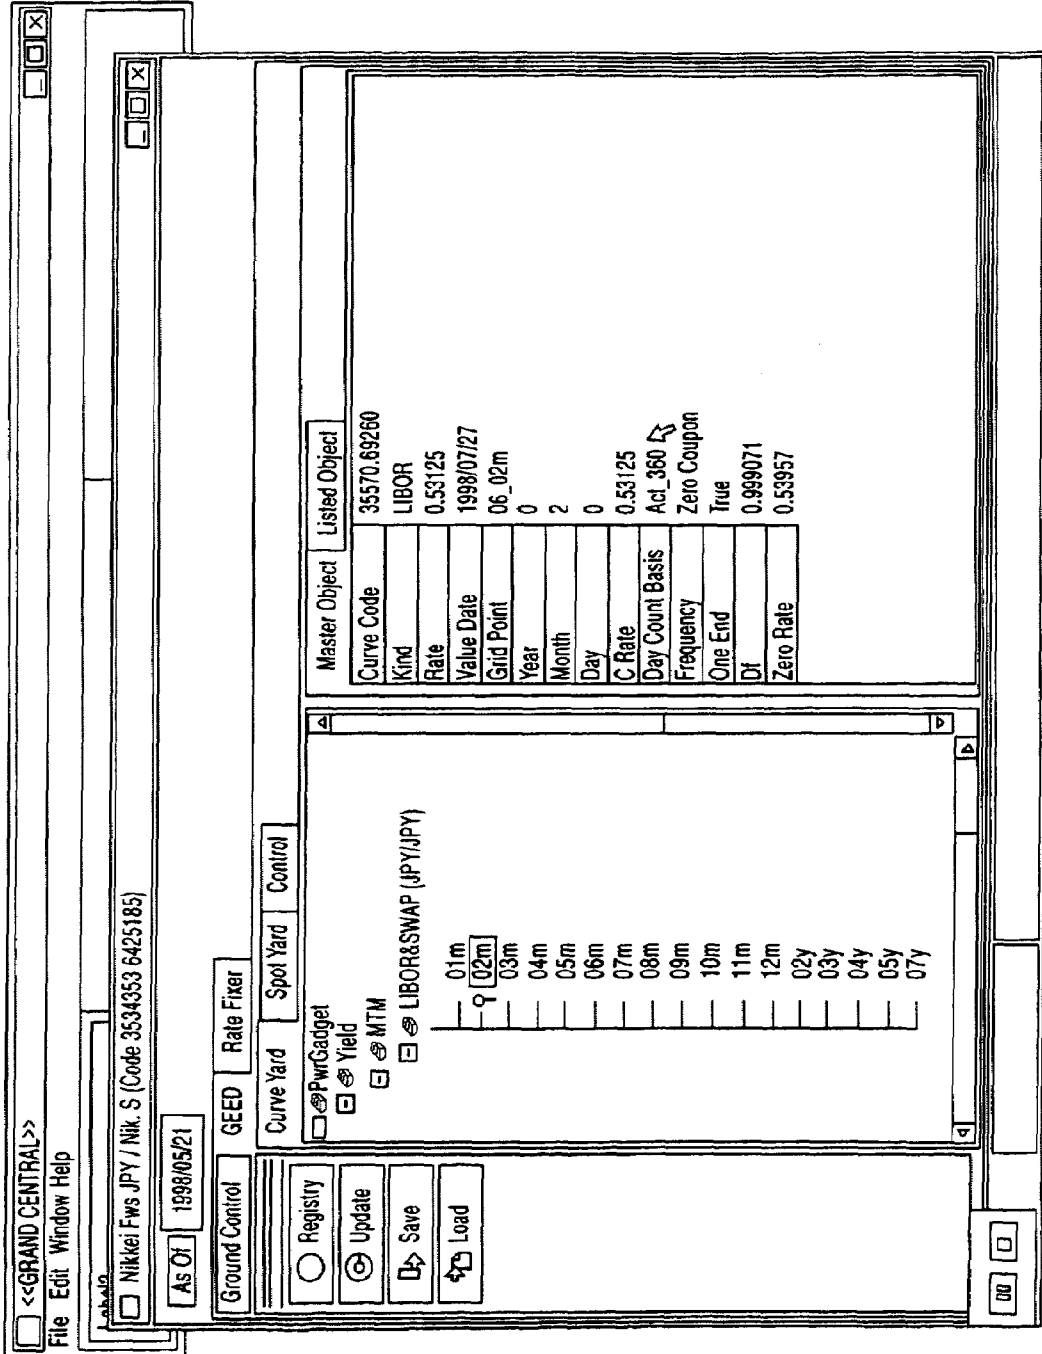 <<GRAND CENTRAL>>
File Edit Window Help
Nikkei Fws JPY / Nik. S (Code 3534353 6425185)
As Of 1998/05/21
Ground Control GEED Rate Fixer
Registry
Update
Save
Load
Curve Yard Spot Yard Control
PwrGadget
Yield
MTM
LIBOR&SWAP (JPY/JPY)
01m
02m
03m
04m
05m
06m
07m
08m
09m
10m
11m
12m
02y
03y
04y
05y
07y
Master Object Listed Object
Curve Code 35570.69260
Kind LIBOR
Rate 0.53125
Value Date 1998/07/27
Grid Point 06_02m
Year 0
Month 2
Day 0
C Rate 0.53125
Day Count Basis Act_360
Frequency Zero Coupon
One End True
Df 0.999071
Zero Rate 0.53957